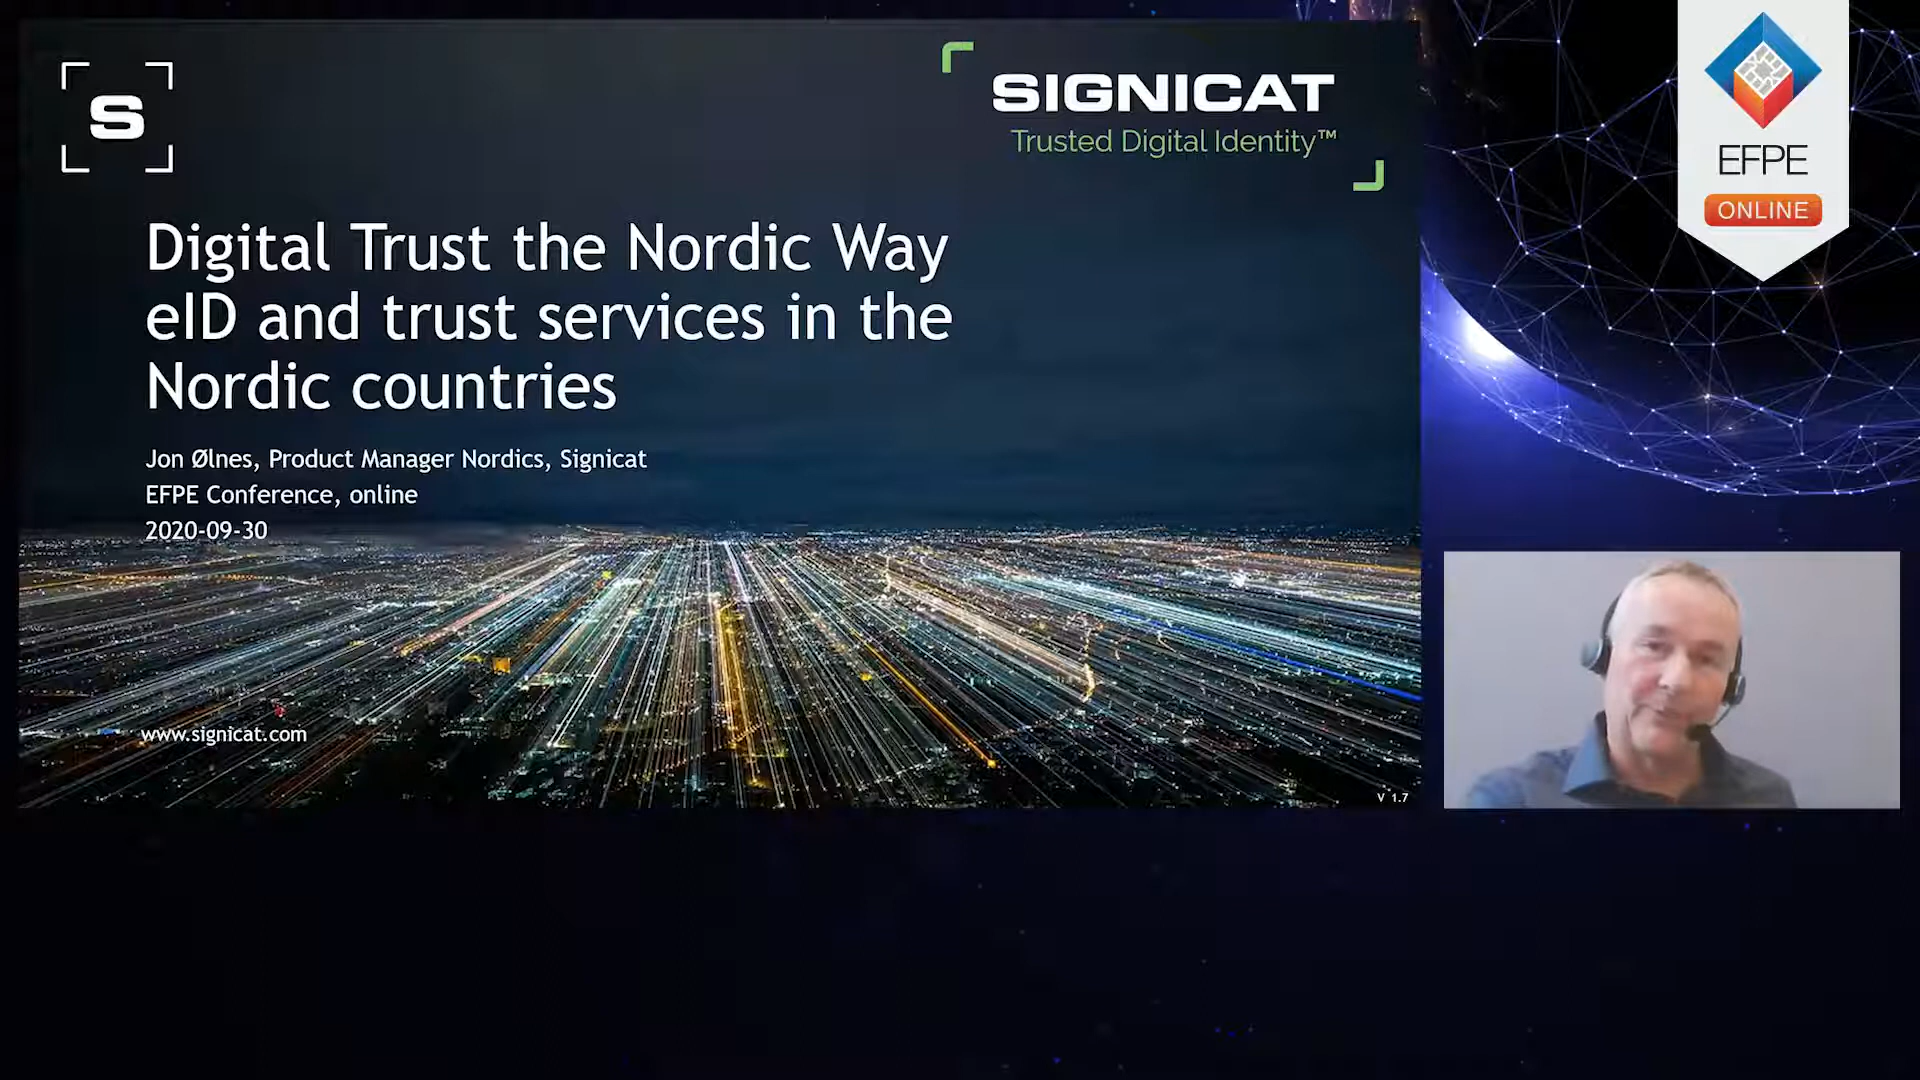 S
SIGNICAT
Trusted Digital Identity™
EFPE
ONLINE
Digital Trust the Nordic Way
eID and trust services in the
Nordic countries
Jon Ølnes, Product Manager Nordics, Signicat
EFPE Conference, online
2020-09-30
www.signicat.com
V 1.7